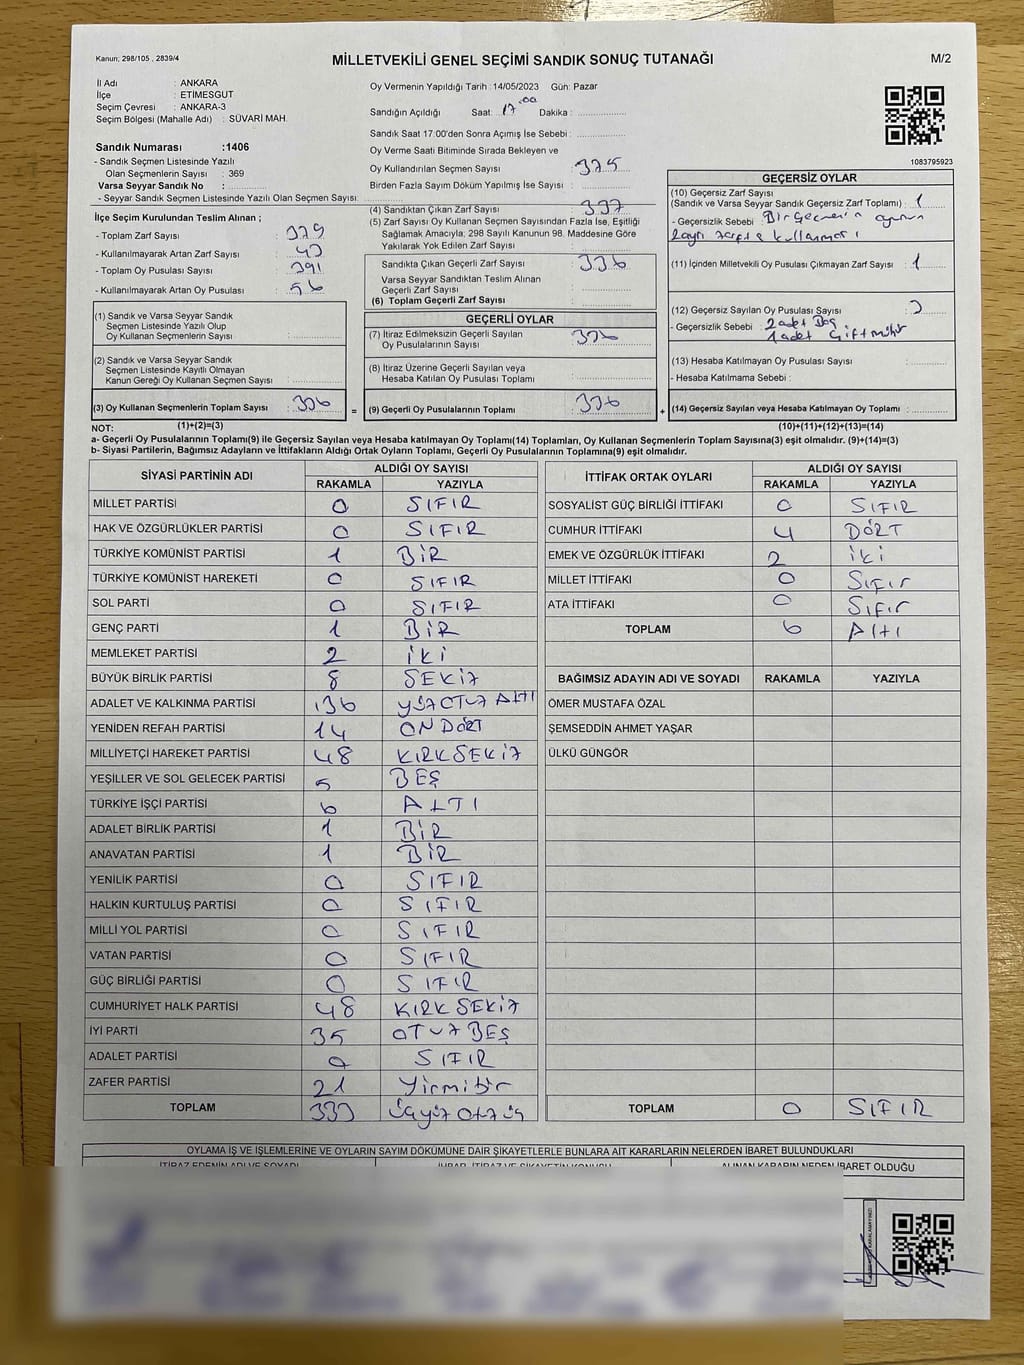 Kanun; 298/105 , 2839/4
MİLLETVEKİLİ GENEL SEÇİMİ SANDIK SONUÇ TUTANAĞI
M/2
İl Adı : ANKARA
İlçe : ETİMESGUT
Seçim Çevresi : ANKARA-3
Seçim Bölgesi (Mahalle Adı) : SÜVARİ MAH.
Sandık Numarası :1406
- Sandık Seçmen Listesinde Yazılı
Olan Seçmenlerin Sayısı : 369
Varsa Seyyar Sandık No :
- Seyyar Sandık Seçmen Listesinde Yazılı Olan Seçmen Sayısı:
İlçe Seçim Kurulundan Teslim Alınan ;
- Toplam Zarf Sayısı : 379
- Kullanılmayarak Artan Zarf Sayısı :
- Toplam Oy Pusulası Sayısı : 391
- Kullanılmayarak Artan Oy Pusulası : 56
(1) Sandık ve Varsa Seyyar Sandık
Seçmen Listesinde Yazılı Olup
Oy Kullanan Seçmenlerin Sayısı :
(2) Sandık ve Varsa Seyyar Sandık
Seçmen Listesinde Kayıtlı Olmayan
Kanun Gereği Oy Kullanan Seçmen Sayısı :
(3) Oy Kullanan Seçmenlerin Toplam Sayısı : 336
(1)+(2)=(3)
Oy Vermenin Yapıldığı Tarih : 14/05/2023 Gün: Pazar
Sandığın Açıldığı Saat: 17.00 Dakika :
Sandık Saat 17:00'den Sonra Açımış İse Sebebi :
Oy Verme Saati Bitiminde Sırada Bekleyen ve
Oy Kullandırılan Seçmen Sayısı : 375
Birden Fazla Sayım Döküm Yapılmış İse Sayısı :
(4) Sandıktan Çıkan Zarf Sayısı : 337
(5) Zarf Sayısı Oy Kullanan Seçmen Sayısından Fazla İse, Eşitliği
Sağlamak Amacıyla; 298 Sayılı Kanunun 98. Maddesine Göre
Yakılarak Yok Edilen Zarf Sayısı :
Sandıkta Çıkan Geçerli Zarf Sayısı : 336
Varsa Seyyar Sandıktan Teslim Alınan
Geçerli Zarf Sayısı :
(6) Toplam Geçerli Zarf Sayısı :
GEÇERLİ OYLAR
(7) İtiraz Edilmeksizin Geçerli Sayılan
Oy Pusulalarının Sayısı : 336
(8) İtiraz Üzerine Geçerli Sayılan veya
Hesaba Katılan Oy Pusulası Toplamı :
= (9) Geçerli Oy Pusulalarının Toplamı : 336
1083795923
GEÇERSİZ OYLAR
(10) Geçersiz Zarf Sayısı
(Sandık ve Varsa Seyyar Sandık Geçersiz Zarf Toplamı) : 1
- Geçersizlik Sebebi : Bir Seçmenin oyunun
kullanması
(11) İçinden Milletvekili Oy Pusulası Çıkmayan Zarf Sayısı : 1
(12) Geçersiz Sayılan Oy Pusulası Sayısı : 3
- Geçersizlik Sebebi : 2 adet Boş
1 adet Çift mühür
(13) Hesaba Katılmayan Oy Pusulası Sayısı :
- Hesaba Katılmama Sebebi :
+ (14) Geçersiz Sayılan veya Hesaba Katılmayan Oy Toplamı :
(10)+(11)+(12)+(13)=(14)
NOT:
a- Geçerli Oy Pusulalarının Toplamı(9) ile Geçersiz Sayılan veya Hesaba katılmayan Oy Toplamı(14) Toplamları, Oy Kullanan Seçmenlerin Toplam Sayısına(3) eşit olmalıdır. (9)+(14)=(3)
b- Siyasi Partilerin, Bağımsız Adayların ve İttifakların Aldığı Ortak Oyların Toplamı, Geçerli Oy Pusulalarının Toplamına(9) eşit olmalıdır.
SİYASİ PARTİNİN ADI ALDIĞI OY SAYISI
RAKAMLA YAZIYLA
MİLLET PARTİSİ 0 SIFIR
HAK VE ÖZGÜRLÜKLER PARTİSİ 0 SIFIR
TÜRKİYE KOMÜNİST PARTİSİ 1 BİR
TÜRKİYE KOMÜNİST HAREKETİ 0 SIFIR
SOL PARTİ 0 SIFIR
GENÇ PARTİ 1 BİR
MEMLEKET PARTİSİ 2 İKİ
BÜYÜK BİRLİK PARTİSİ 8 SEKİZ
ADALET VE KALKINMA PARTİSİ 136 YÜZOTUZ ALTI
YENİDEN REFAH PARTİSİ 14 ON DÖRT
MİLLİYETÇİ HAREKET PARTİSİ 48 KIRKSEKİZ
YEŞİLLER VE SOL GELECEK PARTİSİ 5 BEŞ
TÜRKİYE İŞÇİ PARTİSİ 6 ALTI
ADALET BİRLİK PARTİSİ 1 BİR
ANAVATAN PARTİSİ 1 BİR
YENİLİK PARTİSİ 0 SIFIR
HALKIN KURTULUŞ PARTİSİ 0 SIFIR
MİLLİ YOL PARTİSİ 0 SIFIR
VATAN PARTİSİ 0 SIFIR
GÜÇ BİRLİĞİ PARTİSİ 0 SIFIR
CUMHURİYET HALK PARTİSİ 48 KIRK SEKİZ
İYİ PARTİ 35 OTUZ BEŞ
ADALET PARTİSİ 0 SIFIR
ZAFER PARTİSİ 21 Yirmibir
TOPLAM 333 üçyüz otuz üç
İTTİFAK ORTAK OYLARI ALDIĞI OY SAYISI
RAKAMLA YAZIYLA
SOSYALİST GÜÇ BİRLİĞİ İTTİFAKI 0 SIFIR
CUMHUR İTTİFAKI 4 DÖRT
EMEK VE ÖZGÜRLÜK İTTİFAKI 2 İKİ
MİLLET İTTİFAKI 0 Sıfır
ATA İTTİFAKI 0 Sıfır
TOPLAM 6 Altı
BAĞIMSIZ ADAYIN ADI VE SOYADI RAKAMLA YAZIYLA
ÖMER MUSTAFA ÖZAL
ŞEMSEDDİN AHMET YAŞAR
ÜLKÜ GÜNGÖR
TOPLAM 0 SIFIR
OYLAMA İŞ VE İŞLEMLERİNE VE OYLARIN SAYIM DÖKÜMÜNE DAİR ŞİKAYETLERLE BUNLARA AİT KARARLARIN NELERDEN İBARET BULUNDUKLARI
İTİRAZ EDENİN ADI VE SOYADI İHBAR, İTİRAZ VE ŞİKAYETİN KONUSU ALINAN KARARIN NEDEN İBARET OLDUĞU